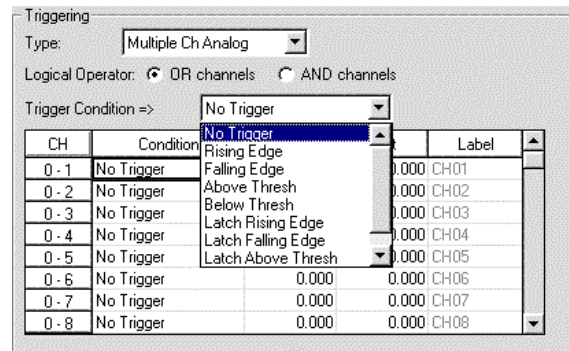 Triggering
Type: Multiple Ch Analog
Logical Operator: OR channels AND channels
Trigger Condition => No Trigger
No Trigger
Rising Edge
Falling Edge
Above Thresh
Below Thresh
Latch Rising Edge
Latch Falling Edge
Latch Above Thresh
CH Condition Label
0 - 1 No Trigger 0.000 CH01
0 - 2 No Trigger 0.000 CH02
0 - 3 No Trigger 0.000 CH03
0 - 4 No Trigger 0.000 CH04
0 - 5 No Trigger 0.000 CH05
0 - 6 No Trigger 0.000 0.000 CH06
0 - 7 No Trigger 0.000 0.000 CH07
0 - 8 No Trigger 0.000 0.000 CH08